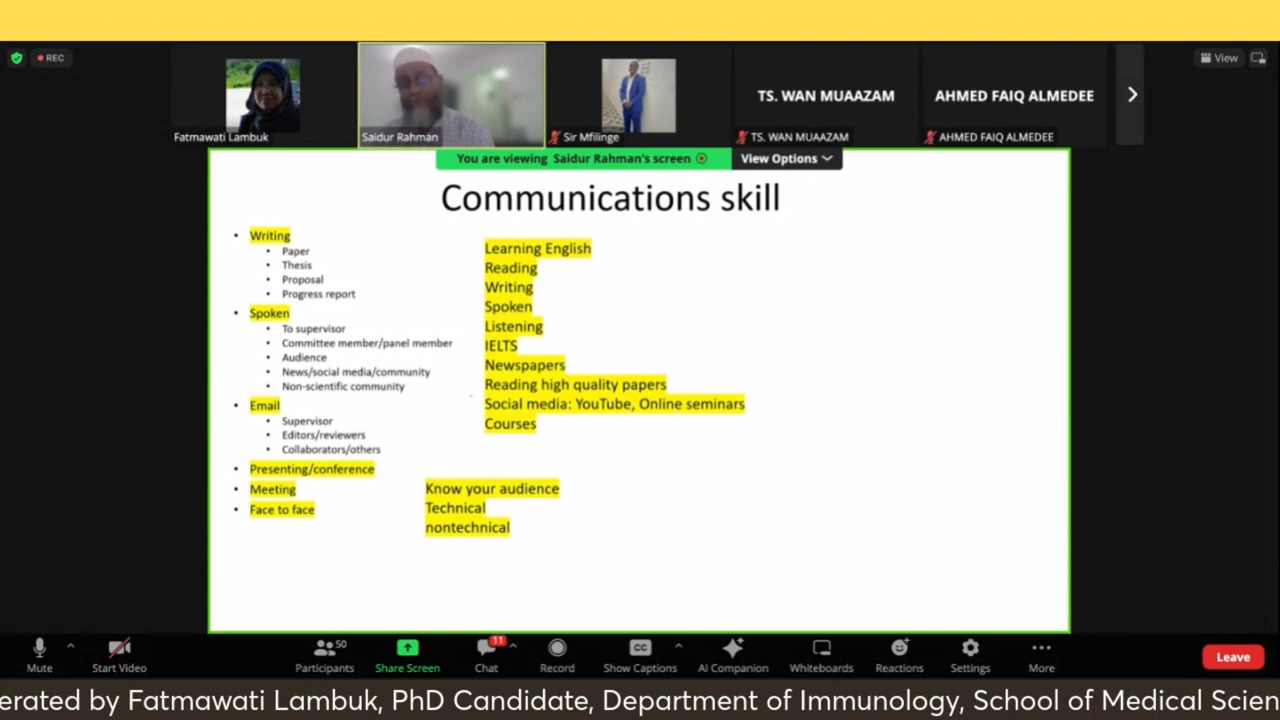 REC
View
TS. WAN MUAAZAM
AHMED FAIQ ALMEDEE
Fatmawati Lambuk
Saidur Rahman
Sir Mfilinge
TS. WAN MUAAZAM
AHMED FAIQ ALMEDEE
You are viewing Saidur Rahman's screen
View Options
Communications skill
• Writing
• Paper
• Thesis
• Proposal
• Progress report
• Spoken
• To supervisor
• Committee member/panel member
• Audience
• News/social media/community
• Non-scientific community
• Email
• Supervisor
• Editors/reviewers
• Collaborators/others
• Presenting/conference
• Meeting
• Face to face
Learning English
Reading
Writing
Spoken
Listening
IELTS
Newspapers
Reading high quality papers
Social media: YouTube, Online seminars
Courses
Know your audience
Technical
nontechnical
50
11
CC
Mute
Start Video
Participants
Share Screen
Chat
Record
Show Captions
AI Companion
Whiteboards
Reactions
Settings
More
Leave
erated by Fatmawati Lambuk, PhD Candidate, Department of Immunology, School of Medical Scien